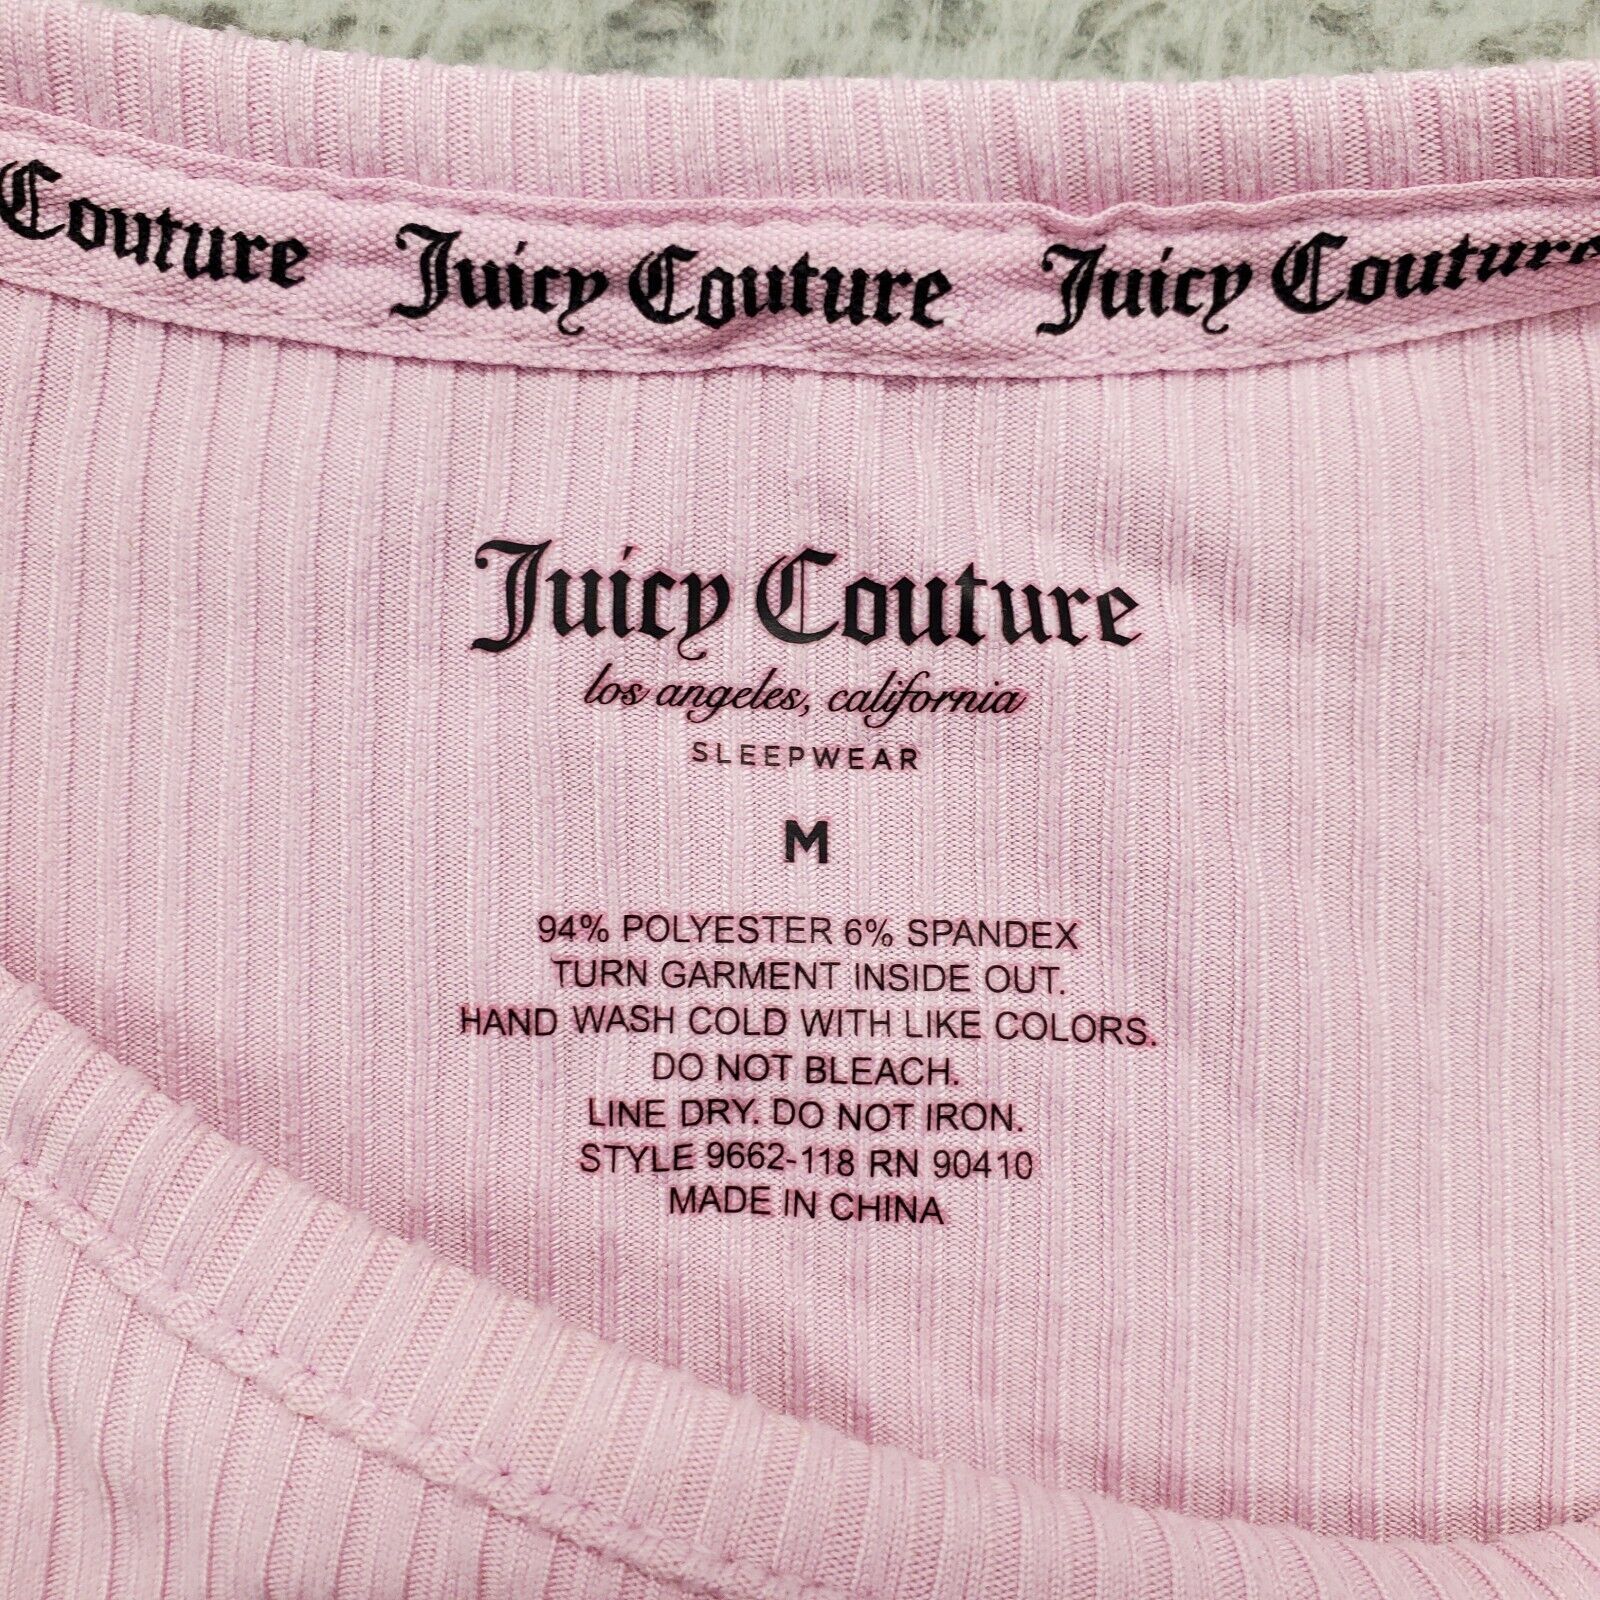 Couture Juicy Couture Juicy Couture
Juicy Couture
los angeles, california
SLEEPWEAR
M
94% POLYESTER 6% SPANDEX
TURN GARMENT INSIDE OUT.
HAND WASH COLD WITH LIKE COLORS.
DO NOT BLEACH.
LINE DRY. DO NOT IRON.
STYLE 9662-118 RN 90410
MADE IN CHINA